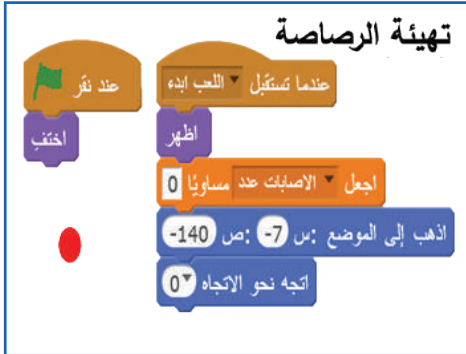 تهيئة الرصاصة
عندما تستقبل اللعب ابدء
اظهر
اجعل الاصابات عدد مساويًا 0
اذهب إلى الموضع :س -7 :ص -140
اتجه نحو الاتجاه 0
عند نقر
اختفِ